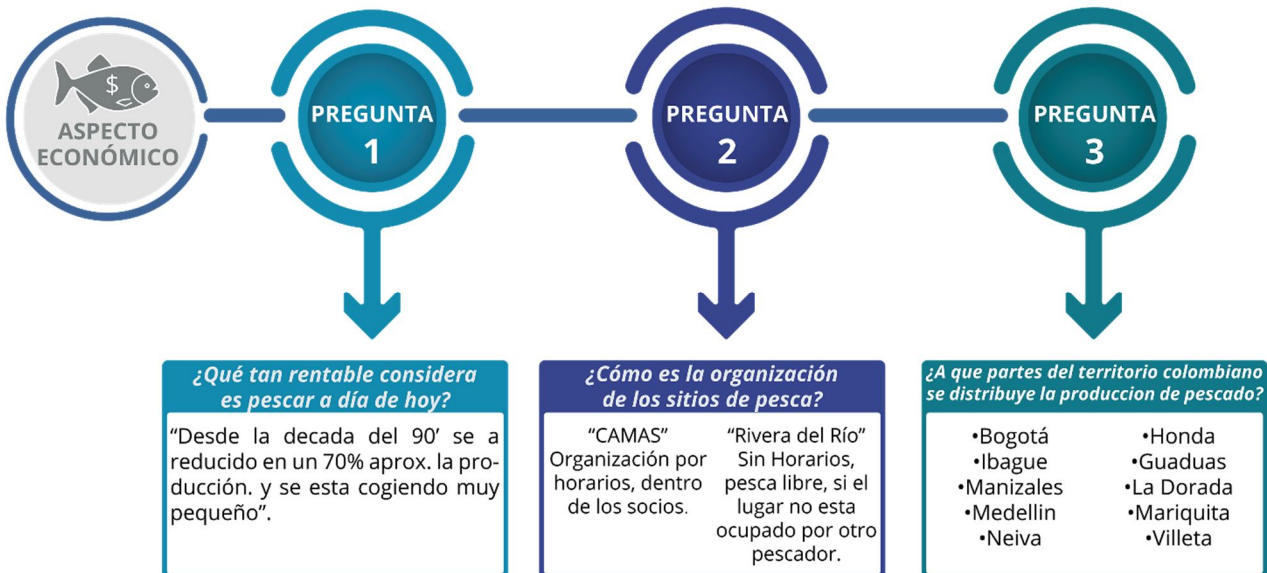 $
ASPECTO
ECONÓMICO
PREGUNTA
1
PREGUNTA
2
PREGUNTA
3
¿Qué tan rentable considera
es pescar a día de hoy?
“Desde la decada del 90’ se a
reducido en un 70% aprox. la pro-
ducción. y se esta cogiendo muy
pequeño”.
¿Cómo es la organización
de los sitios de pesca?
“CAMAS”
Organización por
horarios, dentro
de los socios.
“Rivera del Río”
Sin Horarios,
pesca libre, si el
lugar no esta
ocupado por otro
pescador.
¿A que partes del territorio colombiano
se distribuye la produccion de pescado?
•Bogotá
•Ibague
•Manizales
•Medellin
•Neiva
•Honda
•Guaduas
•La Dorada
•Mariquita
•Villeta